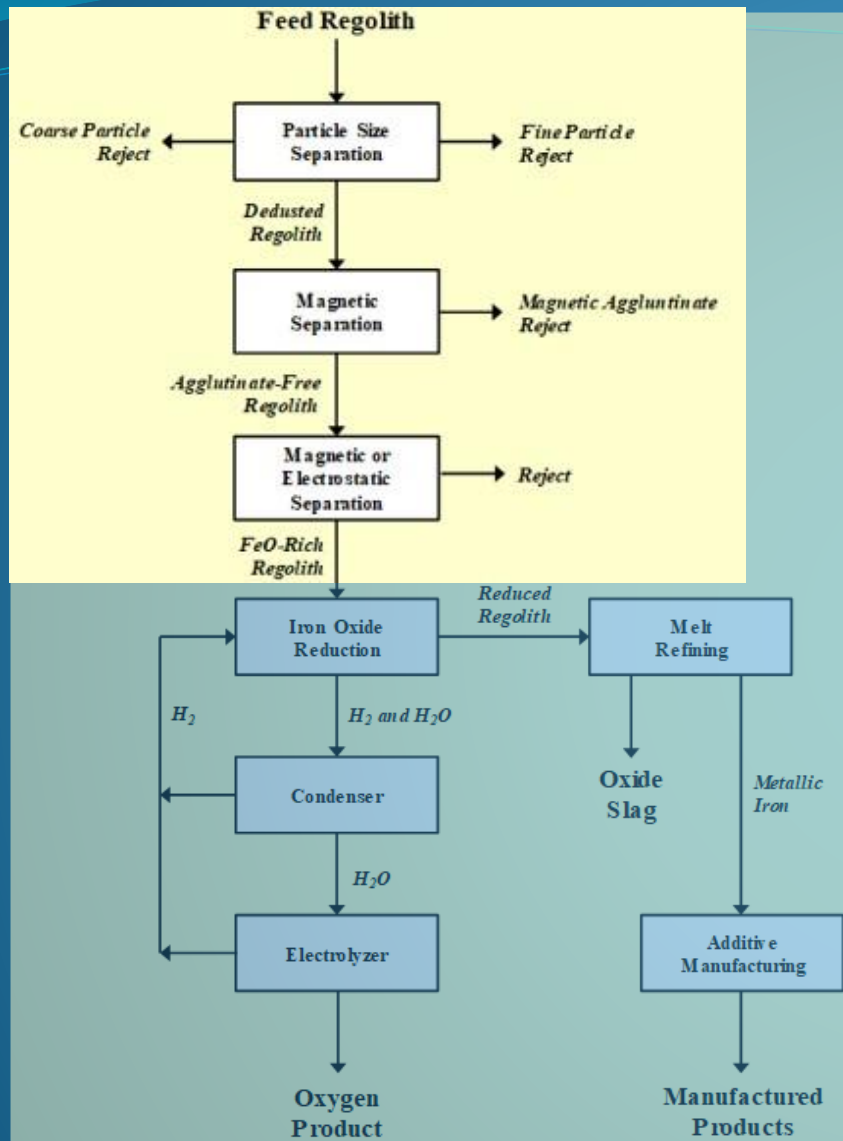 Feed Regolith
Coarse Particle
Reject
Particle Size
Separation
Fine Particle
Reject
Dedusted
Regolith
Magnetic
Separation
Magnetic Aggluntinate
Reject
Agglutinate-Free
Regolith
Magnetic or
Electrostatic
Separation
Reject
FeO-Rich
Regolith
Iron Oxide
Reduction
Reduced
Regolith
Melt
Refining
H₂
H₂ and H₂O
Condenser
Oxide
Slag
Metallic
Iron
H₂O
Electrolyzer
Additive
Manufacturing
Oxygen
Product
Manufactured
Products